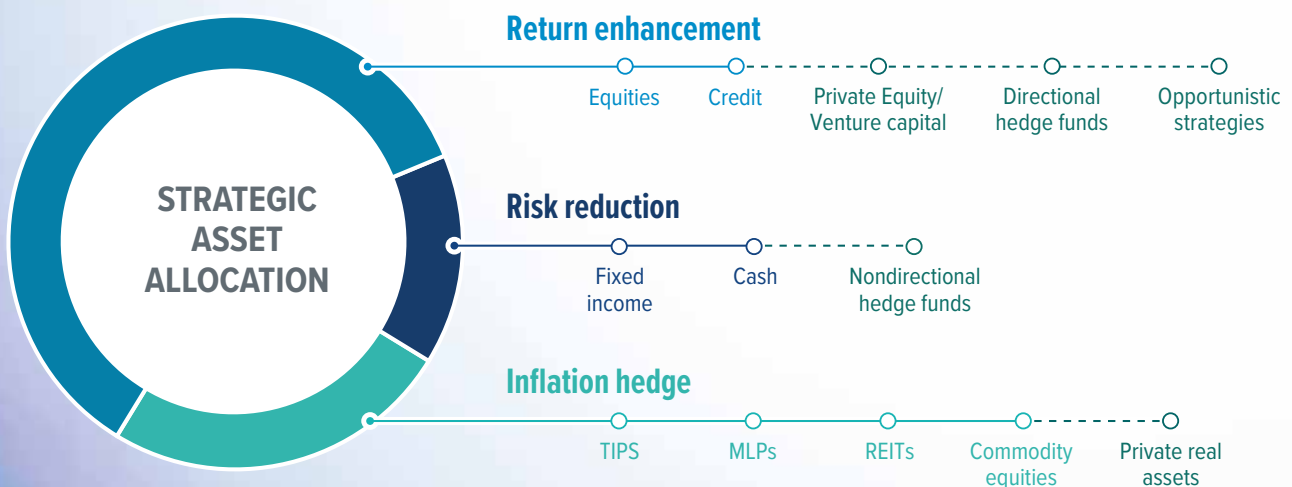 STRATEGIC
ASSET
ALLOCATION
Return enhancement
Equities
Credit
Private Equity/
Venture capital
Directional
hedge funds
Opportunistic
strategies
Risk reduction
Fixed
income
Cash
Nondirectional
hedge funds
Inflation hedge
TIPS
MLPs
REITs
Commodity
equities
Private real
assets